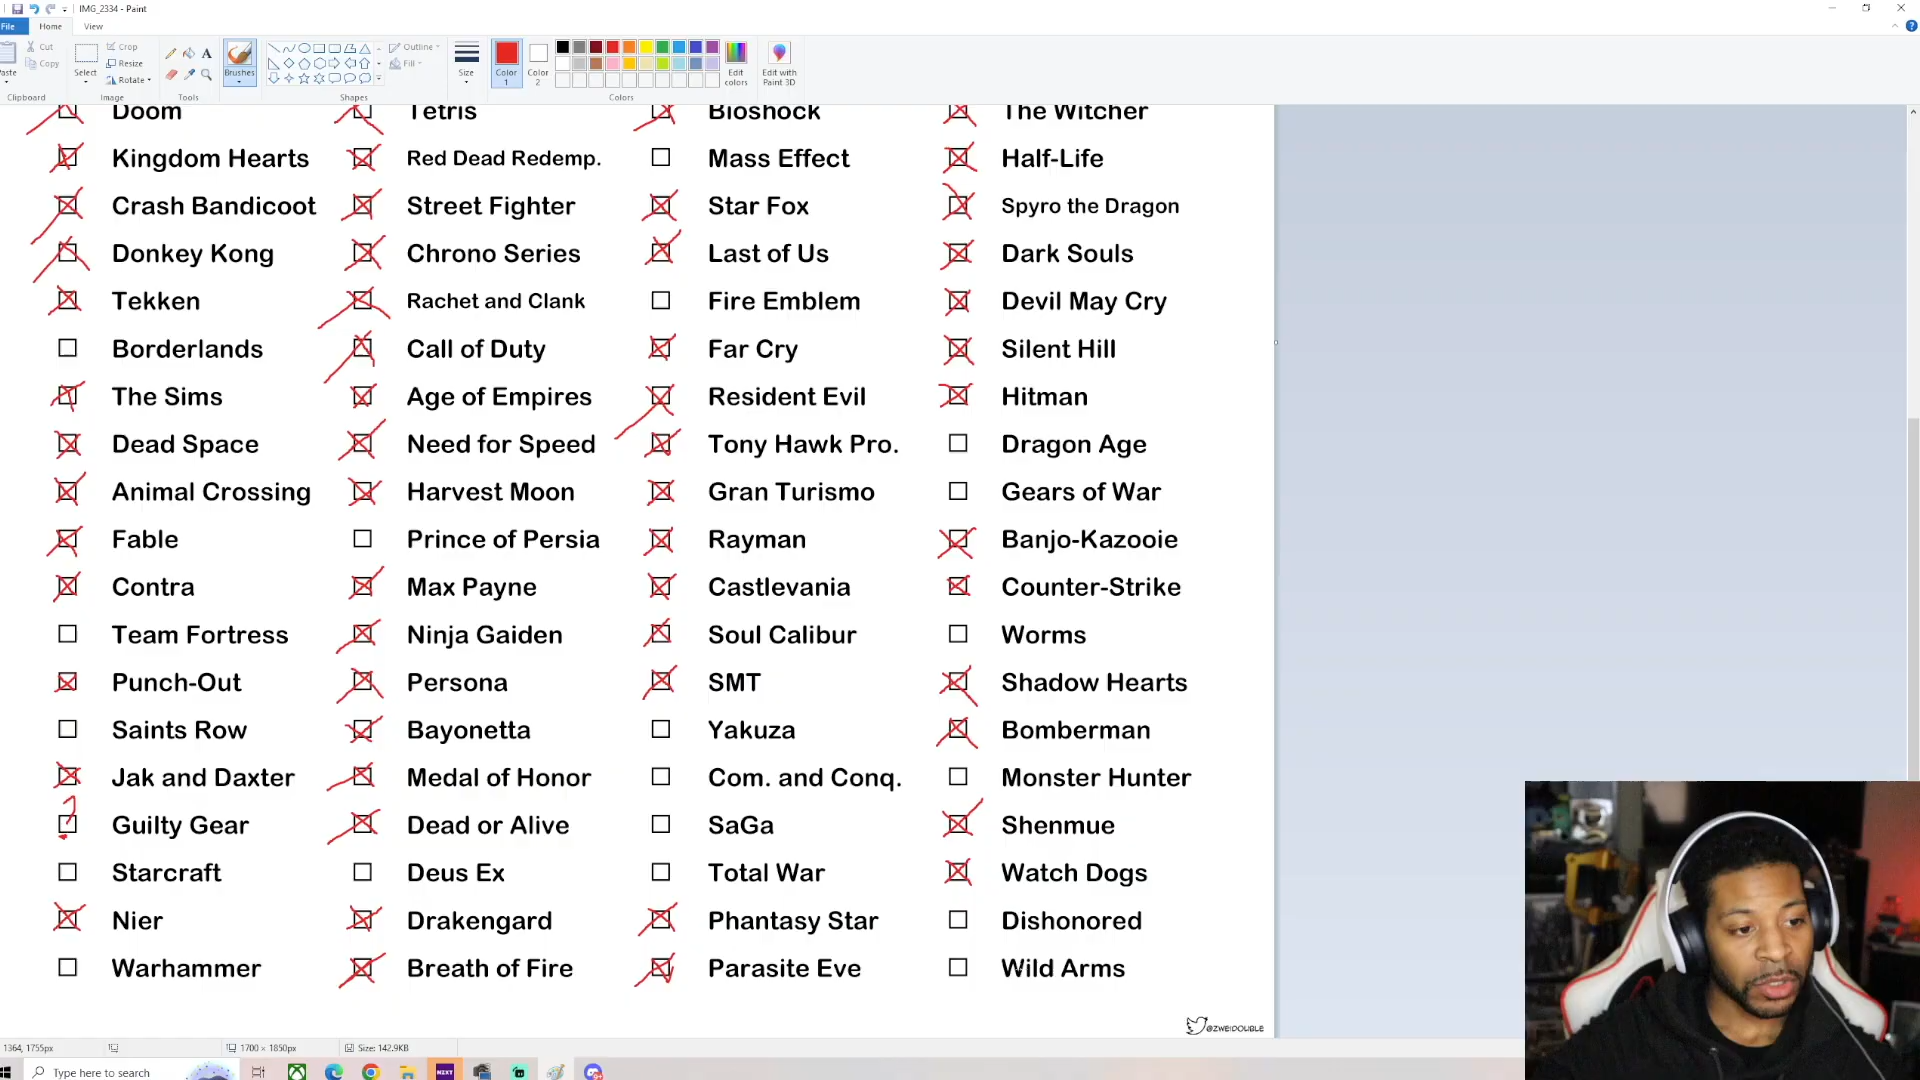 IMG_2334 - Paint
File Home View
Paste
Cut
Copy
Clipboard
Select
Crop
Resize
Rotate
Image
Tools
Brushes
Outline
Fill
Shapes
Size
Color 1
Color 2
Edit colors
Colors
Edit with Paint 3D
Doom Tetris Bioshock The Witcher
Kingdom Hearts Red Dead Redemp. Mass Effect Half-Life
Crash Bandicoot Street Fighter Star Fox Spyro the Dragon
Donkey Kong Chrono Series Last of Us Dark Souls
Tekken Rachet and Clank Fire Emblem Devil May Cry
Borderlands Call of Duty Far Cry Silent Hill
The Sims Age of Empires Resident Evil Hitman
Dead Space Need for Speed Tony Hawk Pro. Dragon Age
Animal Crossing Harvest Moon Gran Turismo Gears of War
Fable Prince of Persia Rayman Banjo-Kazooie
Contra Max Payne Castlevania Counter-Strike
Team Fortress Ninja Gaiden Soul Calibur Worms
Punch-Out Persona SMT Shadow Hearts
Saints Row Bayonetta Yakuza Bomberman
Jak and Daxter Medal of Honor Com. and Conq. Monster Hunter
? Guilty Gear Dead or Alive SaGa Shenmue
Starcraft Deus Ex Total War Watch Dogs
Nier Drakengard Phantasy Star Dishonored
Warhammer Breath of Fire Parasite Eve Wild Arms
@ZWEIDOUBLE
1364, 1755px 1700 × 1850px Size: 142.9KB
Type here to search
NZXT